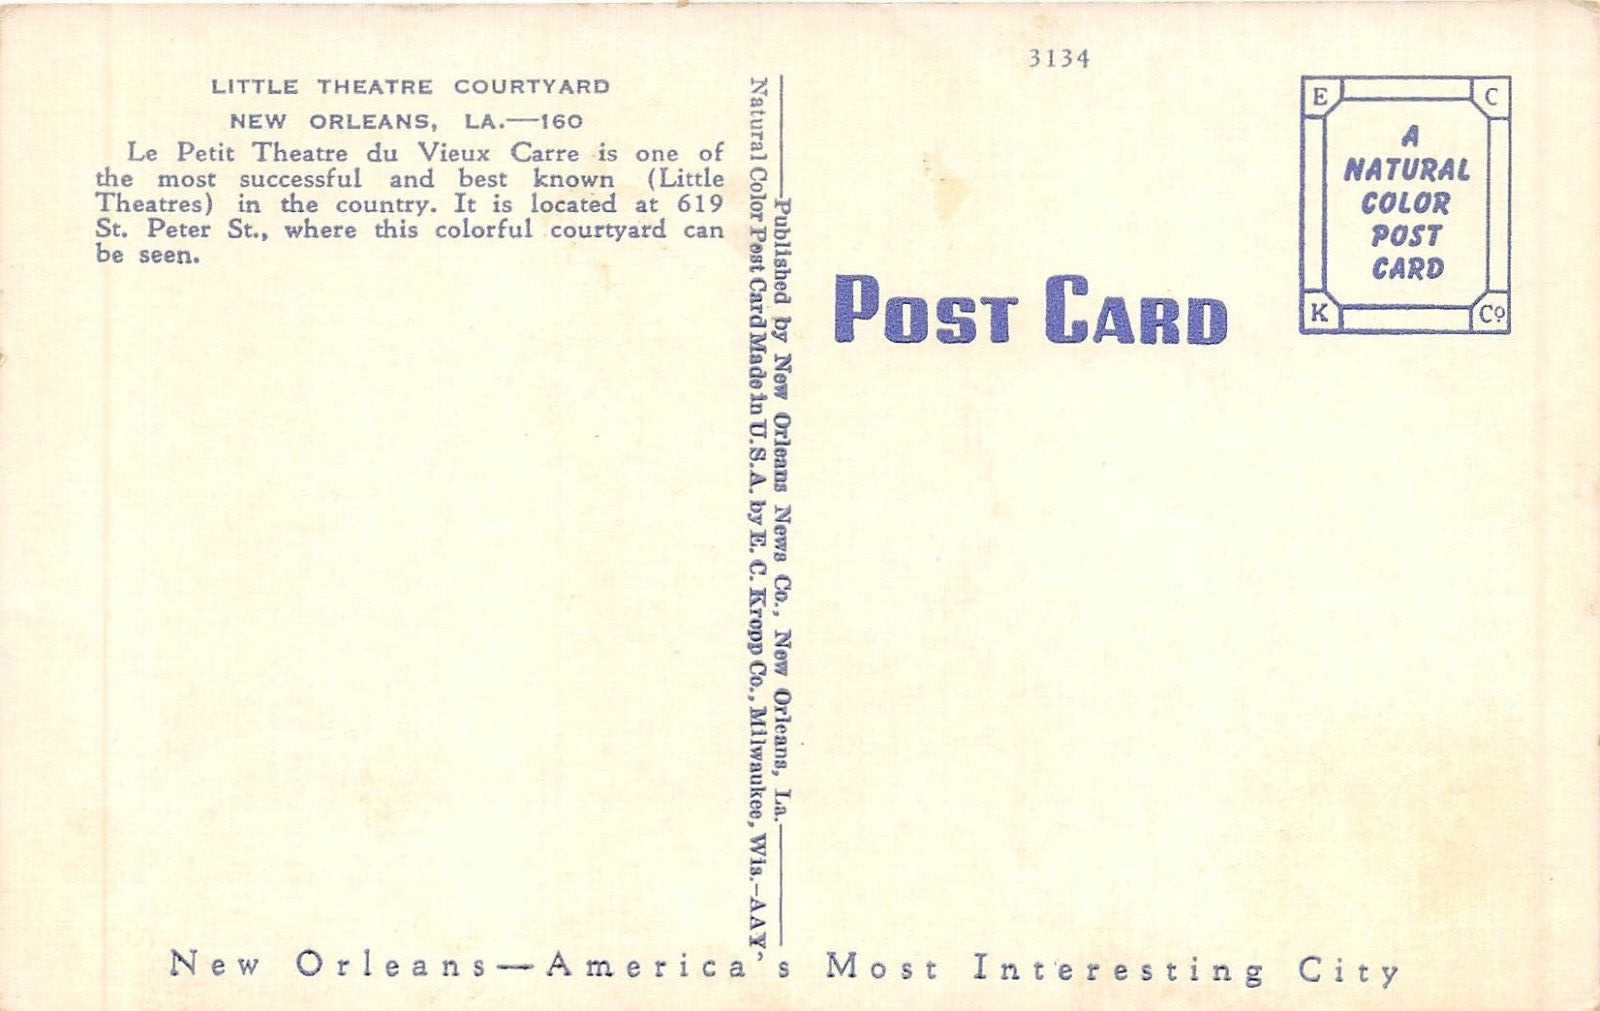 LITTLE THEATRE COURTYARD
NEW ORLEANS, LA.—160
Le Petit Theatre du Vieux Carre is one of
the most successful and best known (Little
Theatres) in the country. It is located at 619
St. Peter St., where this colorful courtyard can
be seen.
Published by New Orleans News Co., New Orleans, La.
Natural Color Post Card Made in U.S.A. by E. C. Kropp Co., Milwaukee, Wis.-AAY
3134
POST CARD
E C
A
NATURAL
COLOR
POST
CARD
K Co
New Orleans—America's Most Interesting City